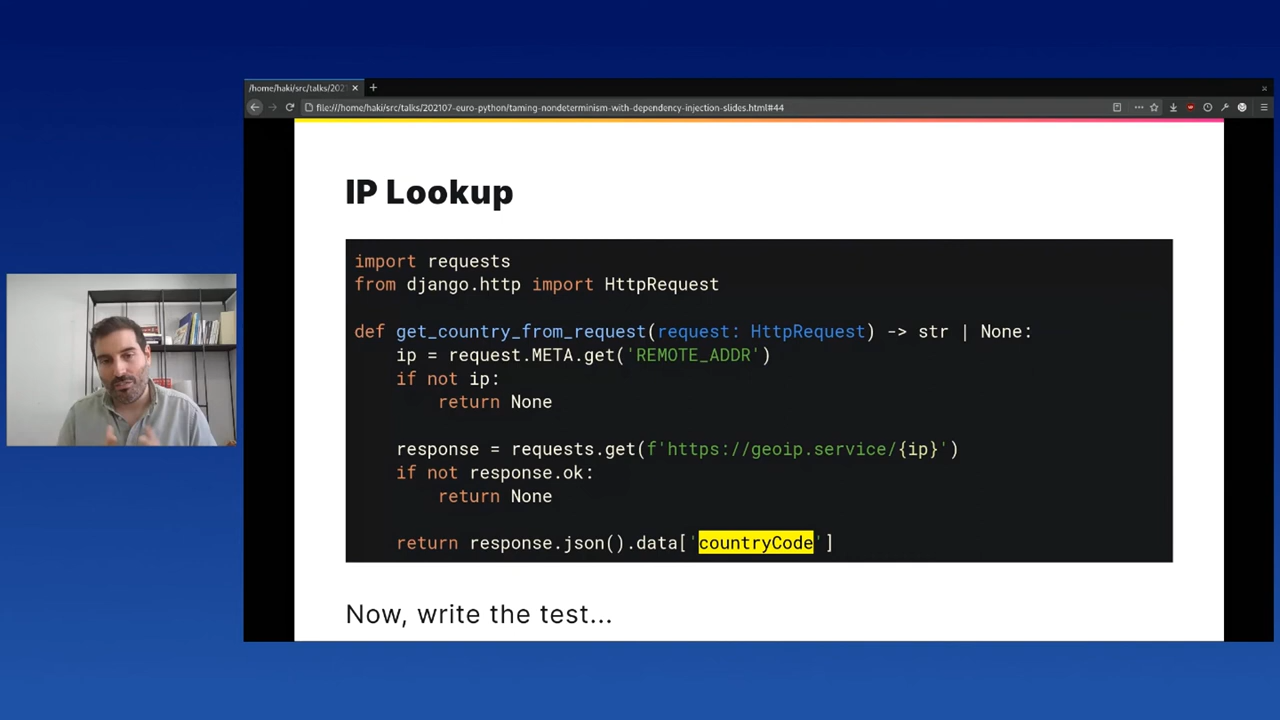 /home/haki/src/talks/202
file:///home/haki/src/talks/202107-euro-python/taming-nondeterminism-with-dependency-injection-slides.html#44
IP Lookup
import requests
from django.http import HttpRequest
def get_country_from_request(request: HttpRequest) -> str | None:
ip = request.META.get('REMOTE_ADDR')
if not ip:
return None
response = requests.get(f'https://geoip.service/{ip}')
if not response.ok:
return None
return response.json().data['countryCode']
Now, write the test...